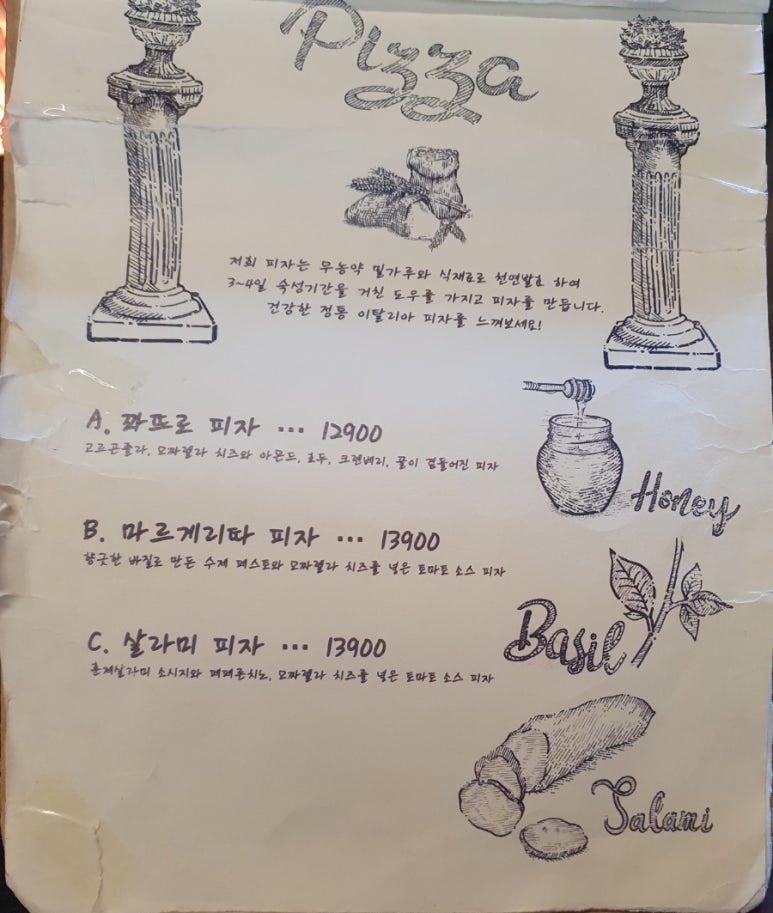 Pizza
저희 피자는 무농약 밀가루와 식재료로 천연발효 하여
3~4일 숙성기간을 거친 도우를 가지고 피자를 만듭니다.
건강한 정통 이탈리아 피자를 느껴보세요!
A. 콰뜨로 피자 ... 12900
고르곤졸라, 모짜렐라 치즈와 아몬드, 호두, 크랜베리, 꿀이 곁들어진 피자
Honey
B. 마르게리따 피자 ... 13900
향긋한 바질로 만든 수제 페스토와 모짜렐라 치즈를 넣은 토마토 소스 피자
Basil
C. 살라미 피자 ... 13900
훈제살라미 소시지와 페페론치노, 모짜렐라 치즈를 넣은 토마토 소스 피자
Salami